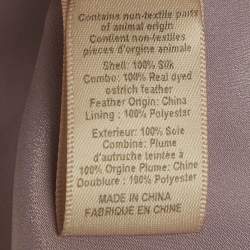 Contains non-textile parts
of animal origin
Contient non-textiles
pièces d'origine animale
Shell: 100% Silk
Combo: 100% Real dyed
ostrich feather
Feather Origin: China
Lining : 100% Polyester
Exterieur: 100% Soie
Combine: Plume
d'autruche teintée à
100% Orgine Plume: Chine
Doublure : 100% Polyester
MADE IN CHINA
FABRIQUE EN CHINE